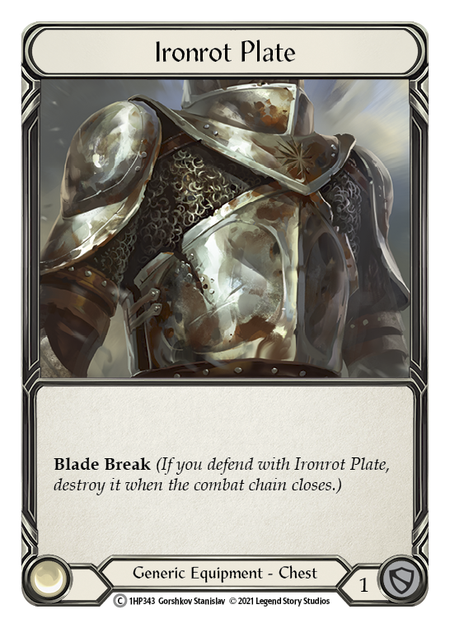 Ironrot Plate
Blade Break (If you defend with Ironrot Plate,
destroy it when the combat chain closes.)
Generic Equipment - Chest
1
C 1HP343 Gorshkov Stanislav © 2021 Legend Story Studios